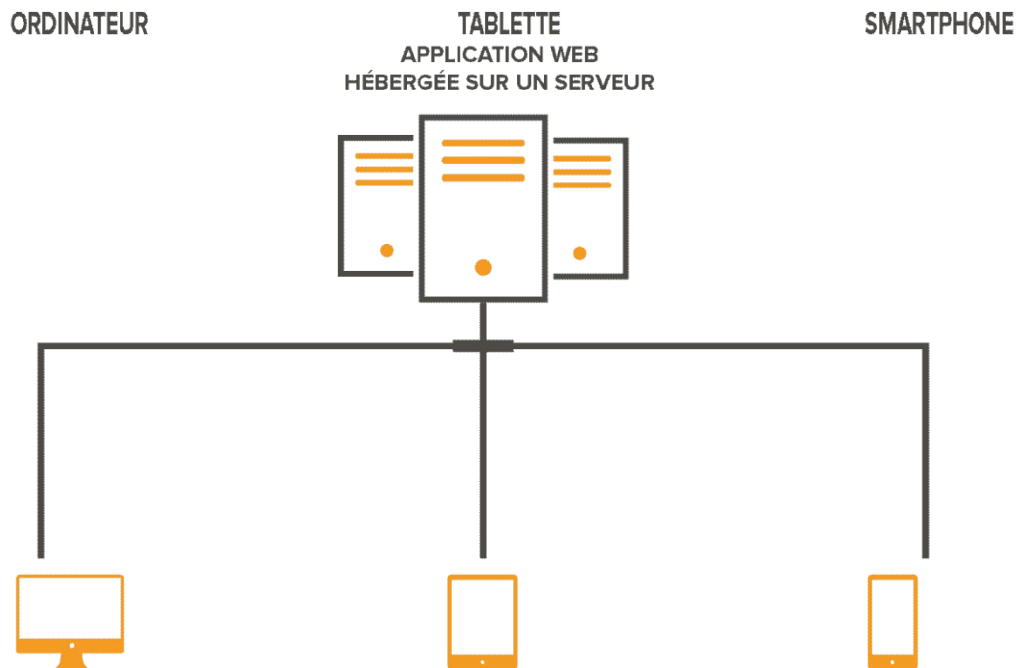 ORDINATEUR
TABLETTE
SMARTPHONE
APPLICATION WEB
HÉBERGÉE SUR UN SERVEUR